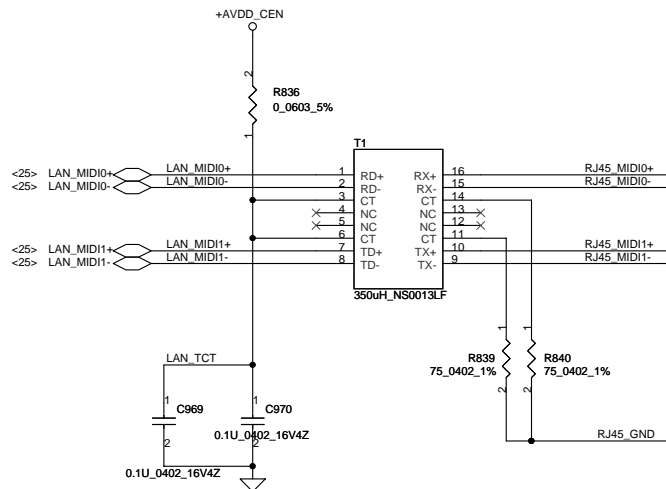 +AVDD_CEN
2
R836
0_0603_5%
1
T1
<25> LAN_MIDI0+ LAN_MIDI0+ 1 RD+ RX+ 16 RJ45_MIDI0+
<25> LAN_MIDI0- LAN_MIDI0- 2 RD- RX- 15 RJ45_MIDI0-
3 CT CT 14
4 NC NC 13
5 NC NC 12
6 CT CT 11
<25> LAN_MIDI1+ LAN_MIDI1+ 7 TD+ TX+ 10 RJ45_MIDI1+
<25> LAN_MIDI1- LAN_MIDI1- 8 TD- TX- 9 RJ45_MIDI1-
350uH_NS0013LF
1 1
R839 R840
75_0402_1% 75_0402_1%
2 2
LAN_TCT
1 1
C969 C970
2 2
0.1U_0402_16V4Z
0.1U_0402_16V4Z
RJ45_GND